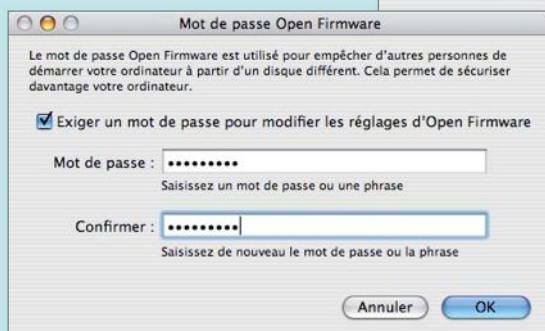 Mot de passe Open Firmware
Le mot de passe Open Firmware est utilisé pour empêcher d'autres personnes de
démarrer votre ordinateur à partir d'un disque différent. Cela permet de sécuriser
davantage votre ordinateur.
Exiger un mot de passe pour modifier les réglages d'Open Firmware
Mot de passe : •••••••••
Saisissez un mot de passe ou une phrase
Confirmer : •••••••••
Saisissez de nouveau le mot de passe ou la phrase
Annuler OK